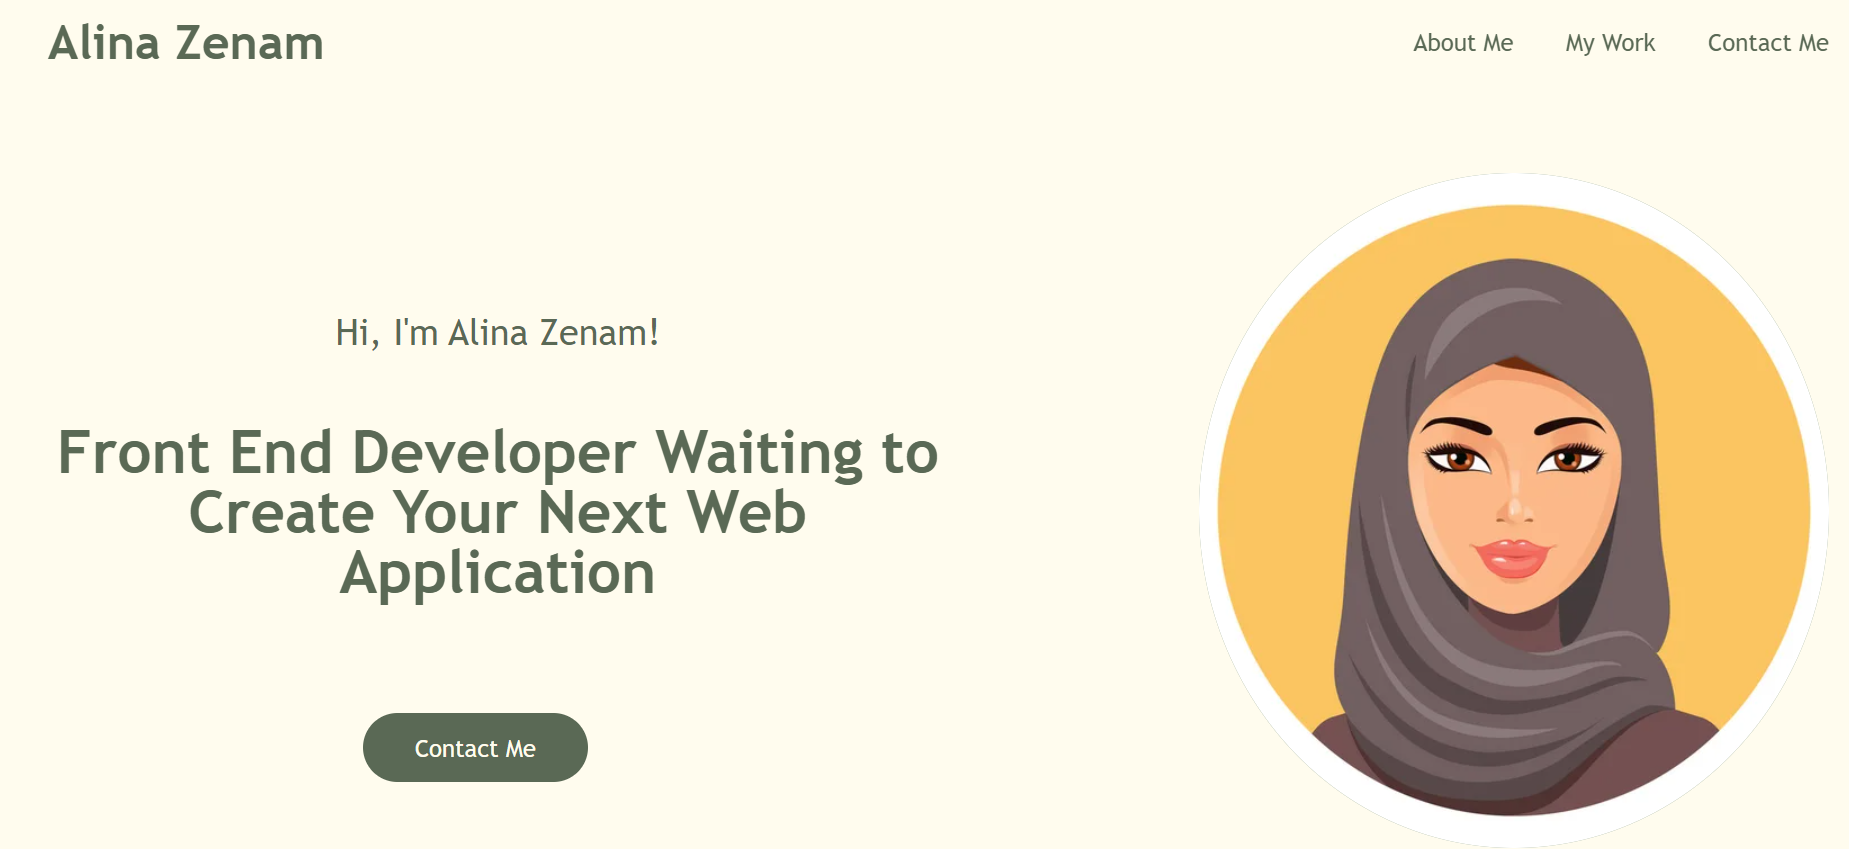 Alina Zenam
About Me
My Work
Contact Me
Hi, I'm Alina Zenam!
Front End Developer Waiting to
Create Your Next Web
Application
Contact Me